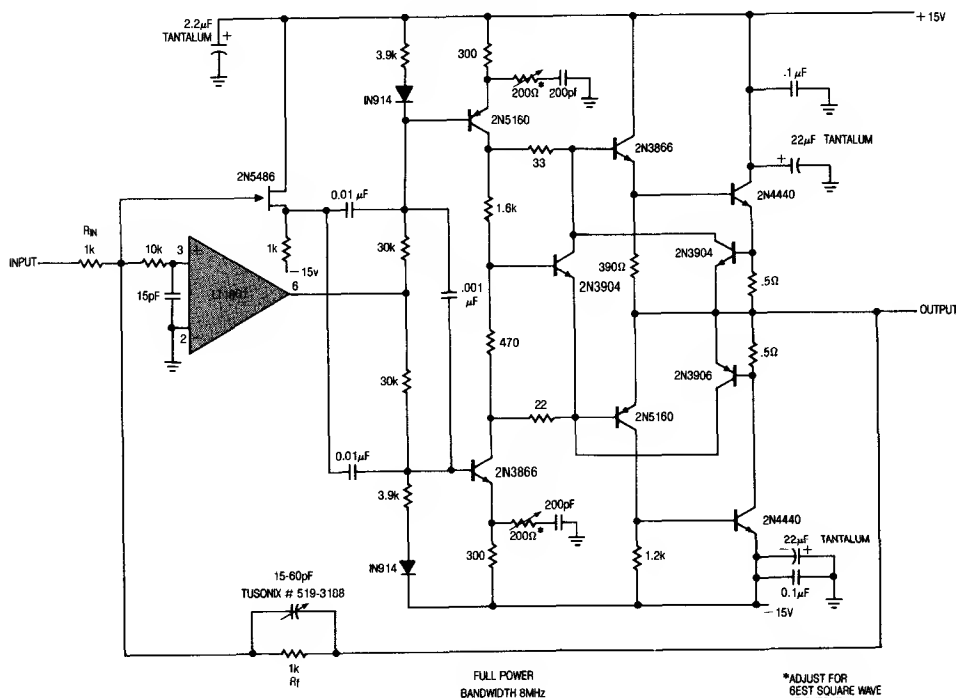 2.2µF
TANTALUM
+
+ 15V
3.9k
300
200Ω
*
200pf
.1µF
IN914
2N5160
22µF TANTALUM
+
33
2N3866
2N5486
0.01µF
2N4440
1.6k
RIN
1k
1k
-15v
30k
390Ω
2N3904
INPUT
10k
3
+
2N3904
.5Ω
6
.001
µF
15pF
OUTPUT
2
470
.5Ω
30k
2N3906
22
2N5160
0.01µF
3.9k
2N3866
200pF
2N4440
200Ω
*
22µF
TANTALUM
- +
IN914
300
1.2k
0.1µF
15-60pF
TUSONIX # 519-3188
-15V
1k
Rf
FULL POWER
BANDWIDTH 8MHz
*ADJUST FOR
6EST SQUARE WAVE